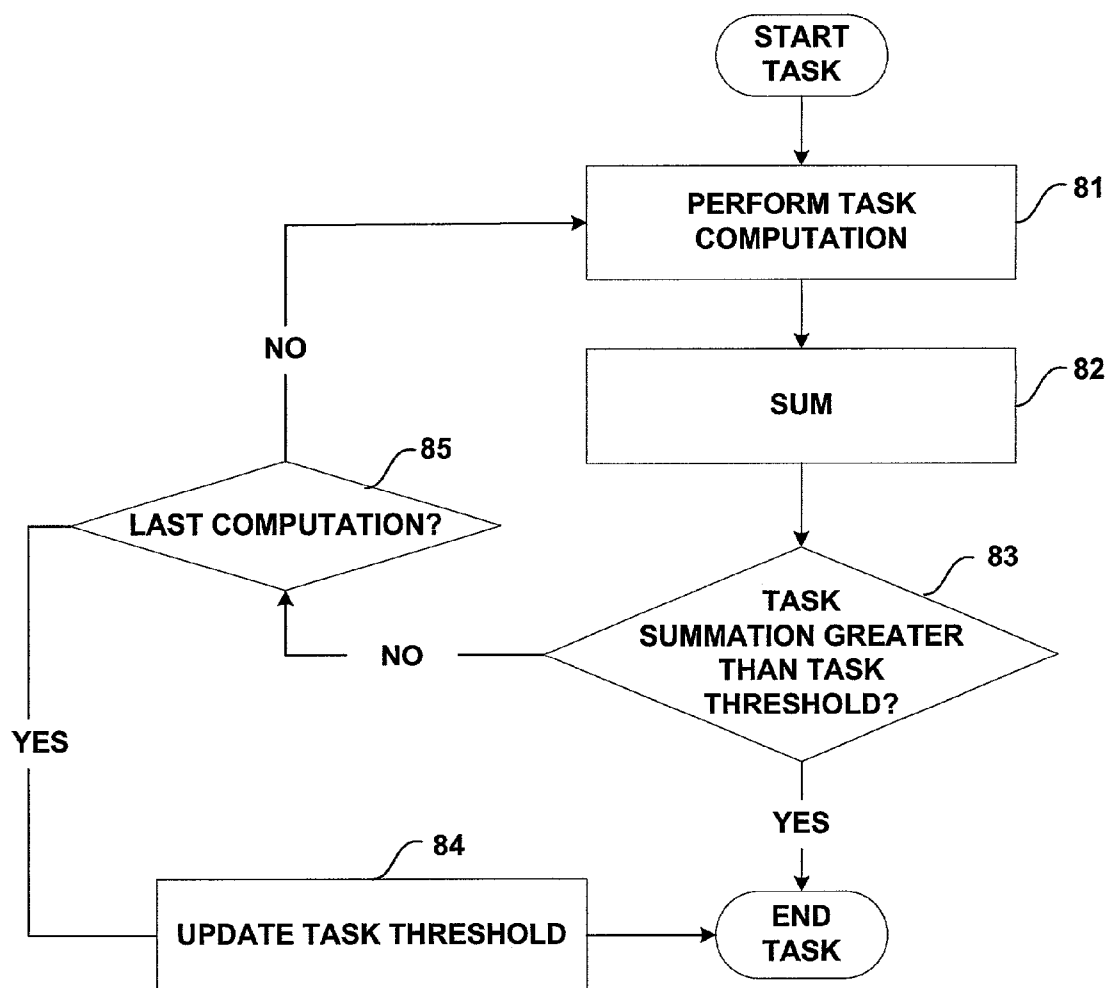 START
TASK
81
PERFORM TASK
COMPUTATION
NO
82
SUM
85
LAST COMPUTATION?
83
TASK
SUMMATION GREATER
THAN TASK
THRESHOLD?
NO
YES
YES
84
UPDATE TASK THRESHOLD
END
TASK